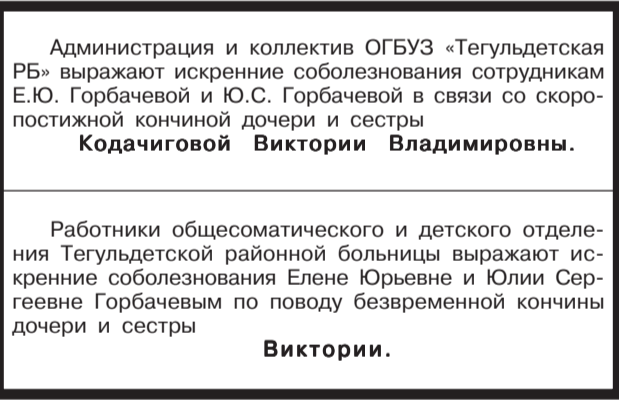 Администрация и коллектив ОГБУЗ «Тегульдетская
РБ» выражают искренние соболезнования сотрудникам
Е.Ю. Горбачевой и Ю.С. Горбачевой в связи со скоро-
постижной кончиной дочери и сестры
Кодачиговой Виктории Владимировны.
Работники общесоматического и детского отделе-
ния Тегульдетской районной больницы выражают ис-
кренние соболезнования Елене Юрьевне и Юлии Сер-
геевне Горбачевым по поводу безвременной кончины
дочери и сестры
Виктории.